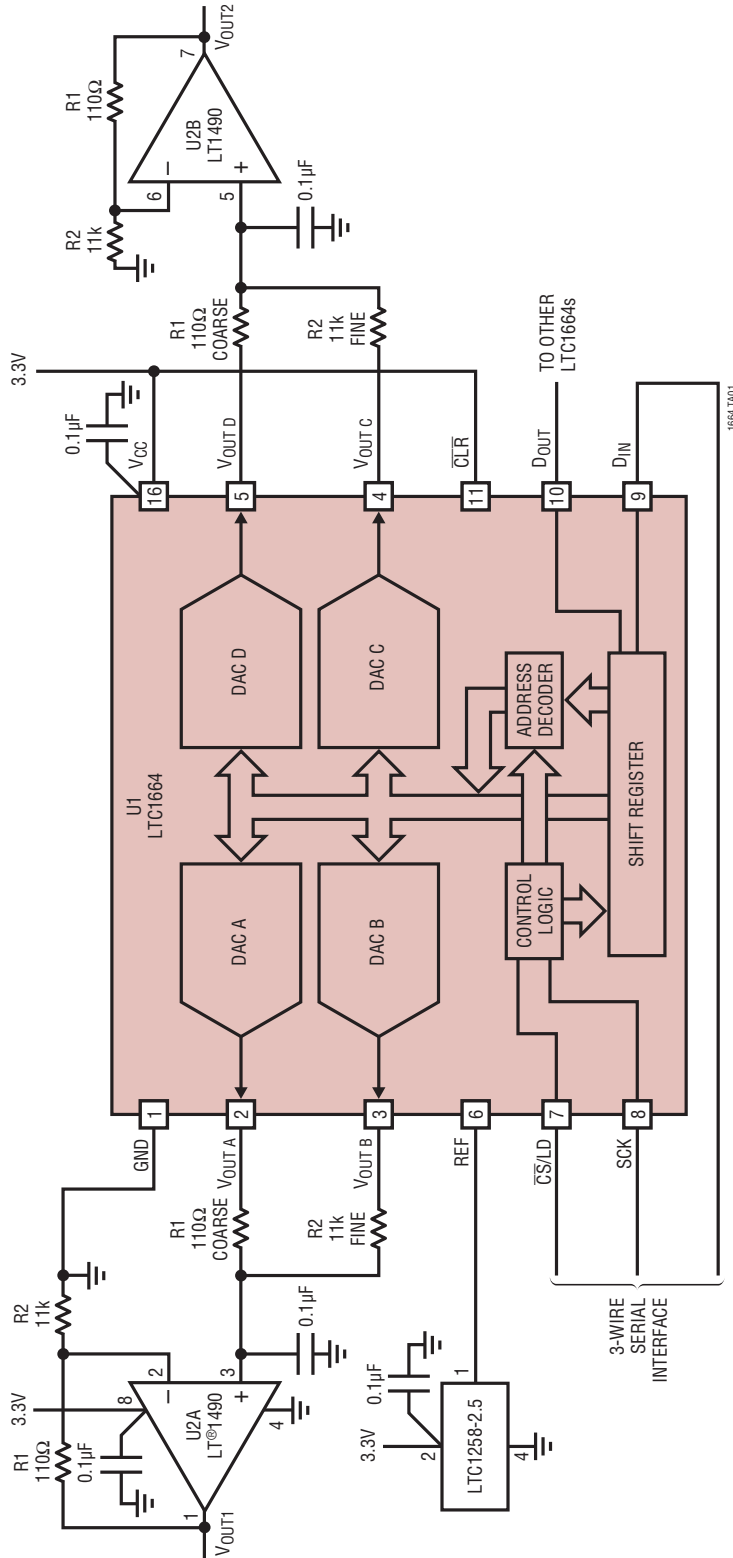 R1
110Ω
R2
11k
3.3V
0.1µF
8
2
–
3
+
4
1
U2A
LT®1490
VOUT1
0.1µF
R1
110Ω
COARSE
R2
11k
FINE
GND
VOUT A
VOUT B
REF
CS/LD
SCK
1
2
3
6
7
8
3.3V
0.1µF
2
1
4
LTC1258-2.5
3-WIRE
SERIAL
INTERFACE
U1
LTC1664
DAC A
DAC B
DAC C
DAC D
CONTROL
LOGIC
ADDRESS
DECODER
SHIFT REGISTER
16
5
4
11
10
9
VCC
VOUT D
VOUT C
CLR
DOUT
DIN
0.1µF
3.3V
R1
110Ω
COARSE
R2
11k
FINE
TO OTHER
LTC1664s
R2
11k
R1
110Ω
6
–
5
+
7
U2B
LT1490
0.1µF
VOUT2
1664 TA01